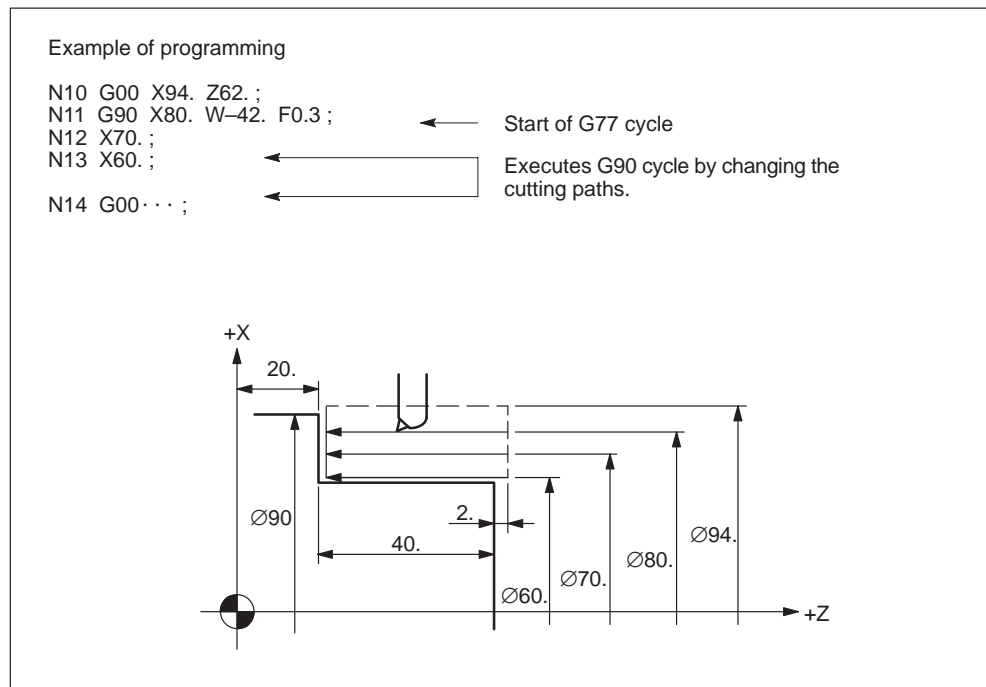 Example of programming
N10 G00 X94. Z62. ;
N11 G90 X80. W–42. F0.3 ;
Start of G77 cycle
N12 X70. ;
N13 X60. ;
Executes G90 cycle by changing the
cutting paths.
N14 G00 · · · ;
+X
20.
∅90
2.
40.
∅60.
∅70.
∅80.
∅94.
+Z